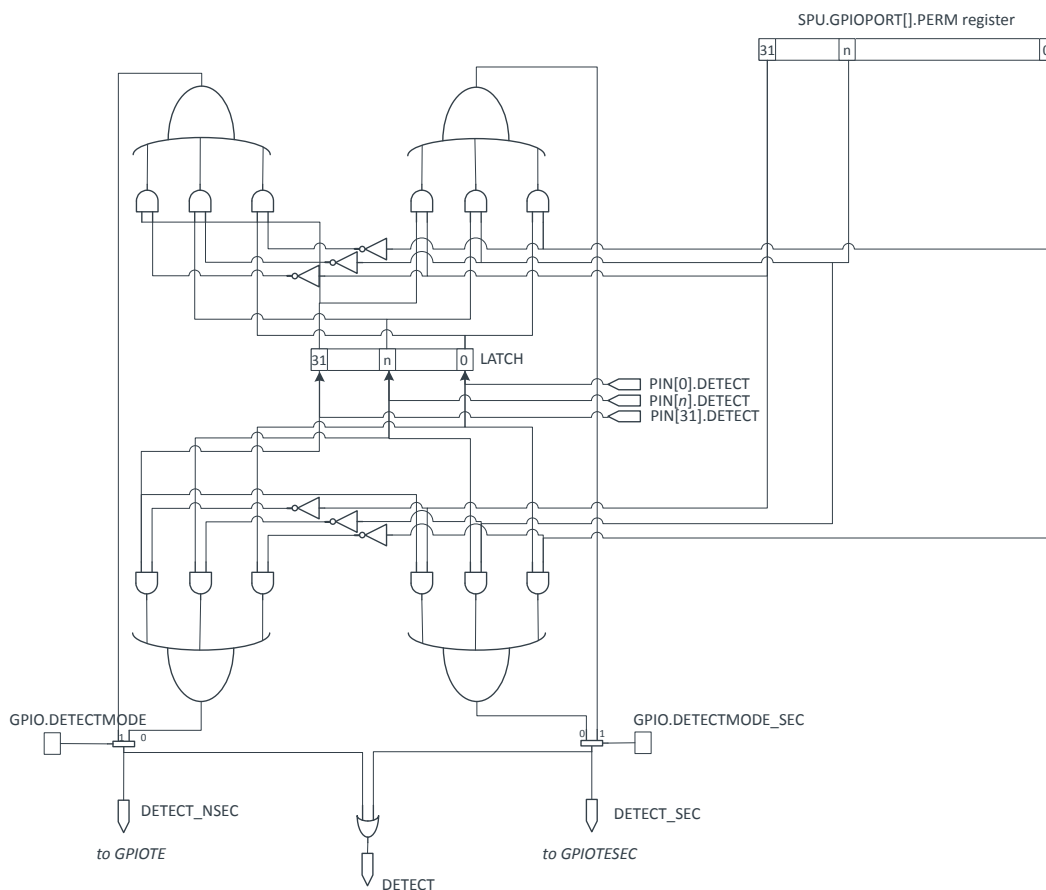 SPU.GPIOPORT[].PERM register
31 n 0
31 n 0 LATCH
PIN[0].DETECT
PIN[n].DETECT
PIN[31].DETECT
GPIO.DETECTMODE
1 0
GPIO.DETECTMODE_SEC
0 1
DETECT_NSEC
DETECT_SEC
to GPIOTE
to GPIOTESEC
DETECT